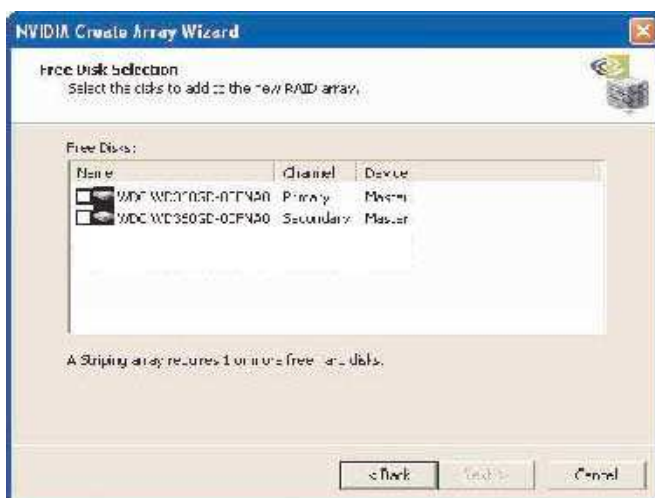 NVIDIA Create Array Wizard
Free Disk Selection
Select the disks to add to the new RAID array.
Free Disks:
Name Channel Device
Primary Master
Secondary Master
A Striping array requires 1 or more free hard disks.
< Back Next > Cancel